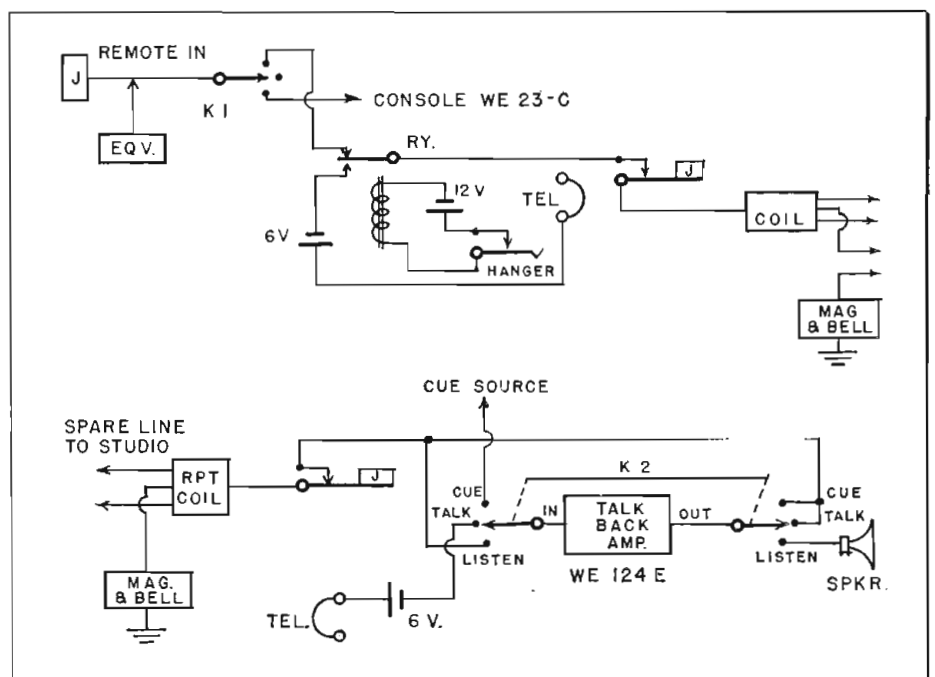 REMOTE IN
J
K 1
EQ V.
CONSOLE WE 23-C
RY.
12 V
6V
TEL
HANGER
J
COIL
MAG
& BELL
CUE SOURCE
SPARE LINE
TO STUDIO
RPT
COIL
J
K 2
CUE
TALK
LISTEN
IN
TALK
BACK
AMP.
OUT
WE 124 E
CUE
TALK
LISTEN
SPKR.
MAG.
& BELL
TEL.
6 V.